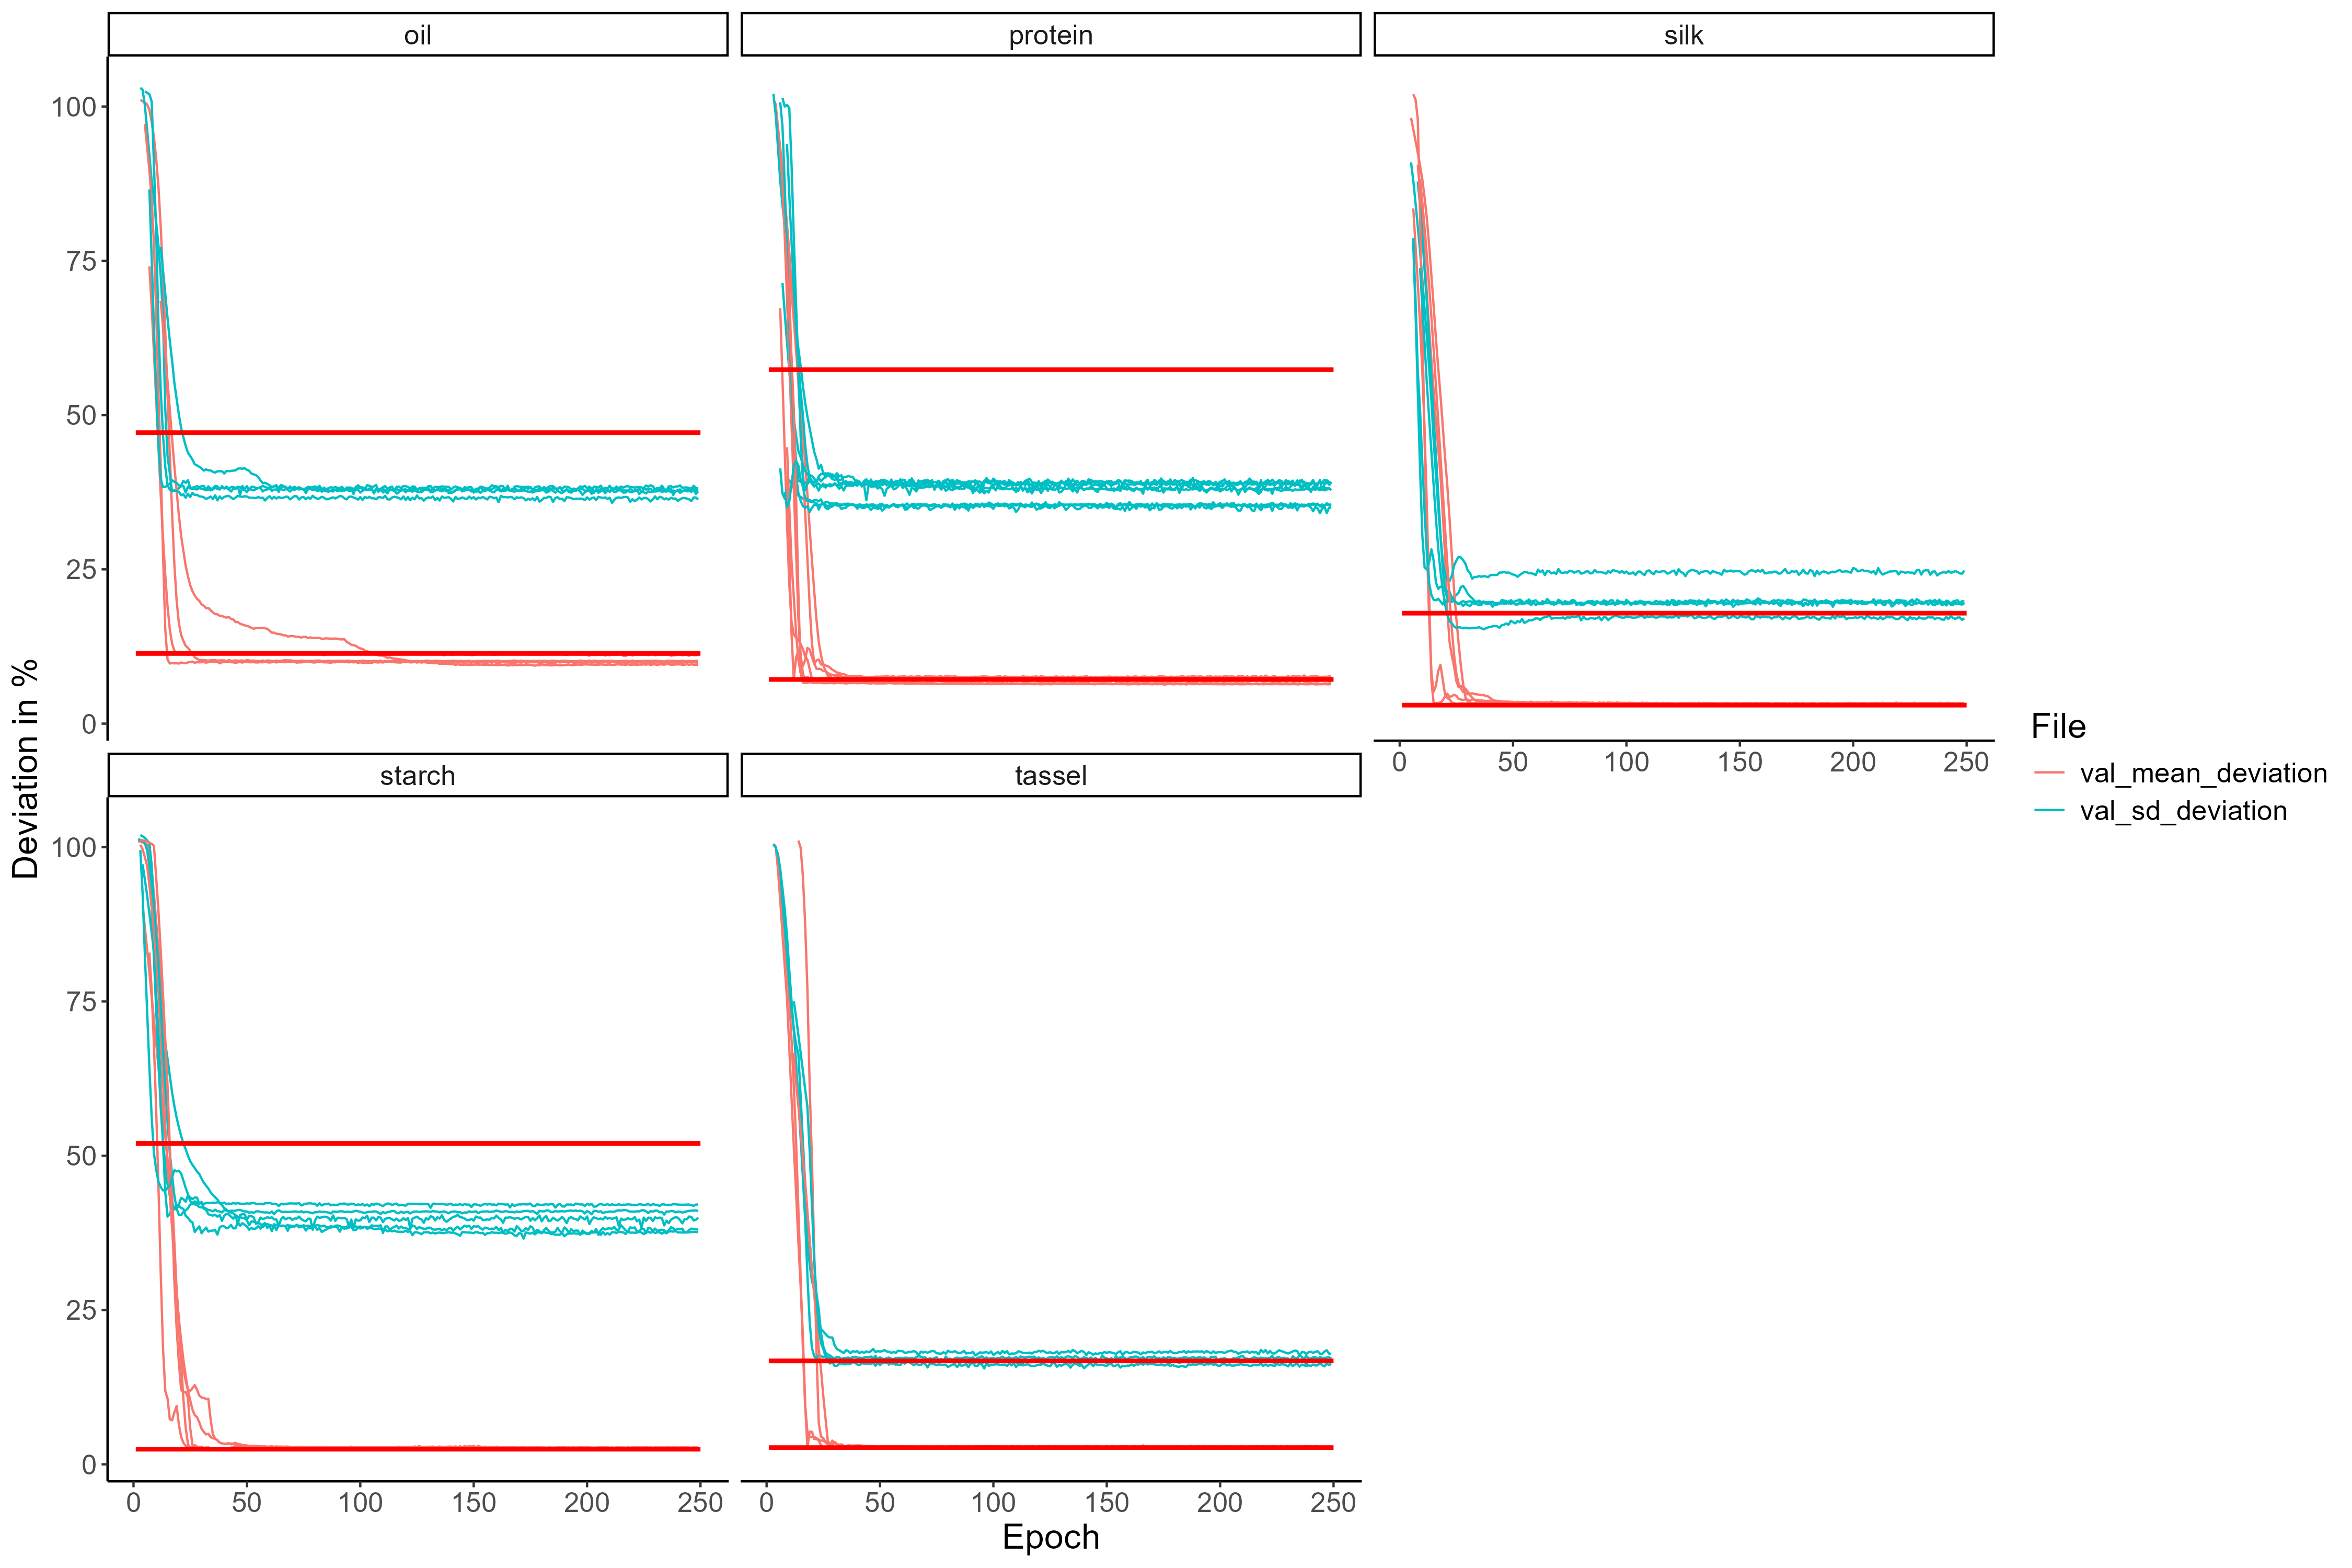 oil
protein
silk
100
75
50
25
0
0 50 100 150 200 250
starch
tassel
100
75
50
25
0
0 50 100 150 200 250
0 50 100 150 200 250
Deviation in %
Epoch
File
val_mean_deviation
val_sd_deviation